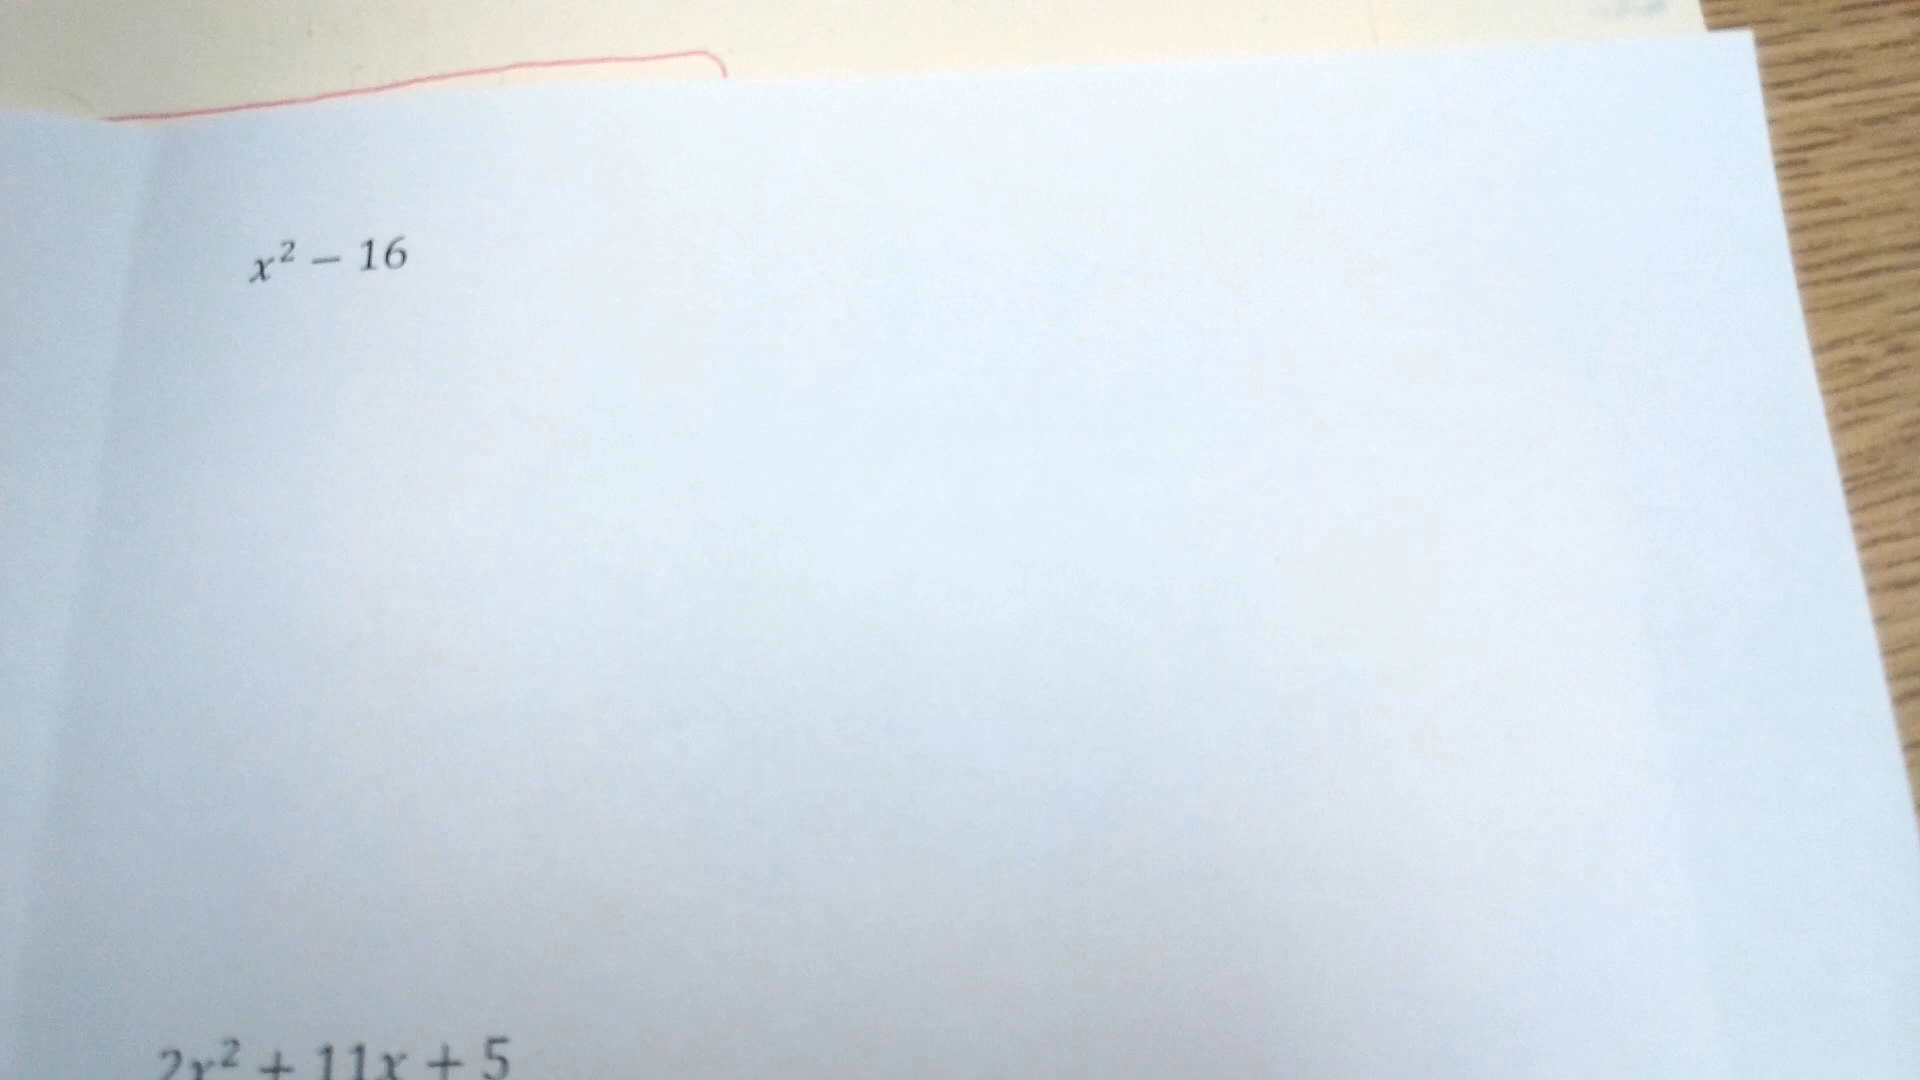 x² − 16
2x² + 11x + 5